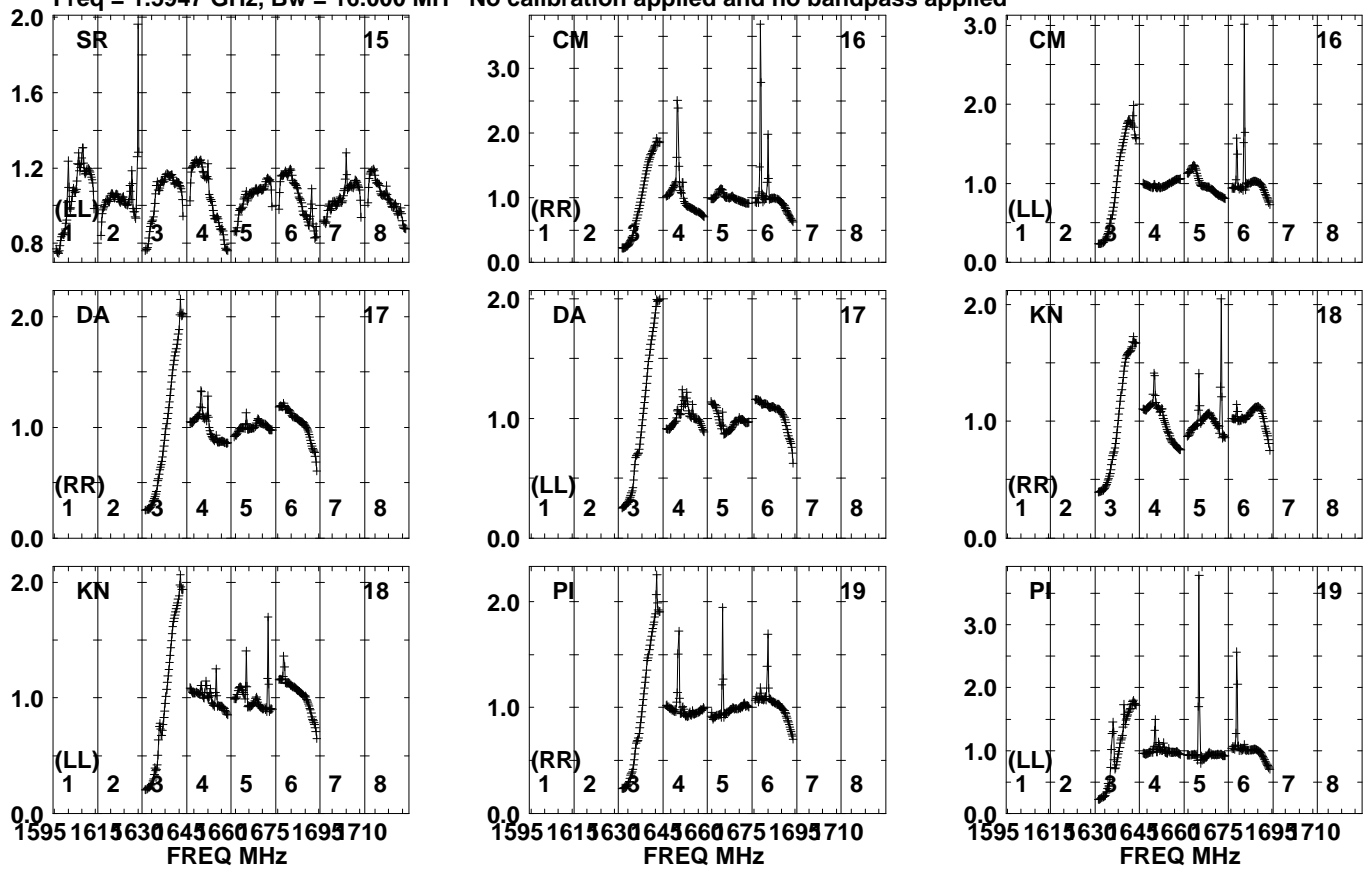 Freq = 1.5947 GHz, Bw = 16.000 MH No calibration applied and no bandpass applied
2.0 SR 15
1.6
1.2
(LL)
0.8 1 2 3 4 5 6 7 8
CM 16
3.0
2.0
1.0 (RR)
0.0 1 2 3 4 5 6 7 8
3.0 CM 16
2.0
1.0
(LL)
0.0 1 2 3 4 5 6 7 8
2.0 DA 17
1.0
(RR)
0.0 1 2 3 4 5 6 7 8
2.0 DA 17
1.0
(LL)
0.0 1 2 3 4 5 6 7 8
2.0 KN 18
1.0
(RR)
0.0 1 2 3 4 5 6 7 8
2.0 KN 18
1.0
(LL)
0.0 1 2 3 4 5 6 7 8
1595 1615 1630 1645 1660 1675 1695 1710
FREQ MHz
2.0 PI 19
1.0
(RR)
0.0 1 2 3 4 5 6 7 8
1595 1615 1630 1645 1660 1675 1695 1710
FREQ MHz
PI 19
3.0
2.0
1.0
(LL)
0.0 1 2 3 4 5 6 7 8
1595 1615 1630 1645 1660 1675 1695 1710
FREQ MHz